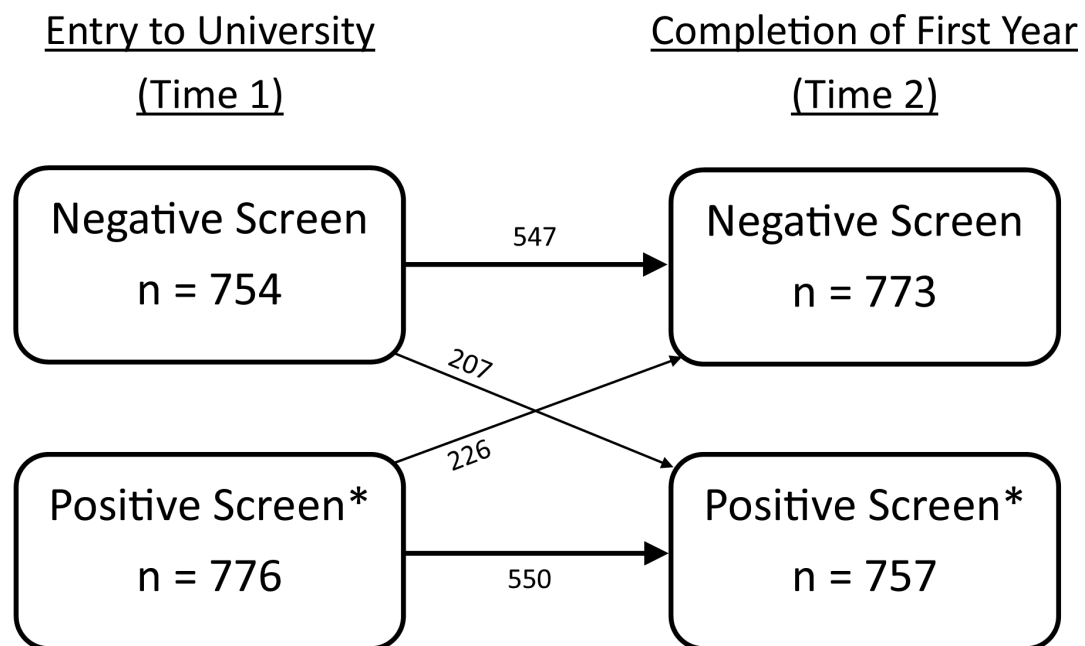 Entry to University
(Time 1)
Completion of First Year
(Time 2)
Negative Screen
n = 754
547
Negative Screen
n = 773
207
226
Positive Screen*
n = 776
550
Positive Screen*
n = 757